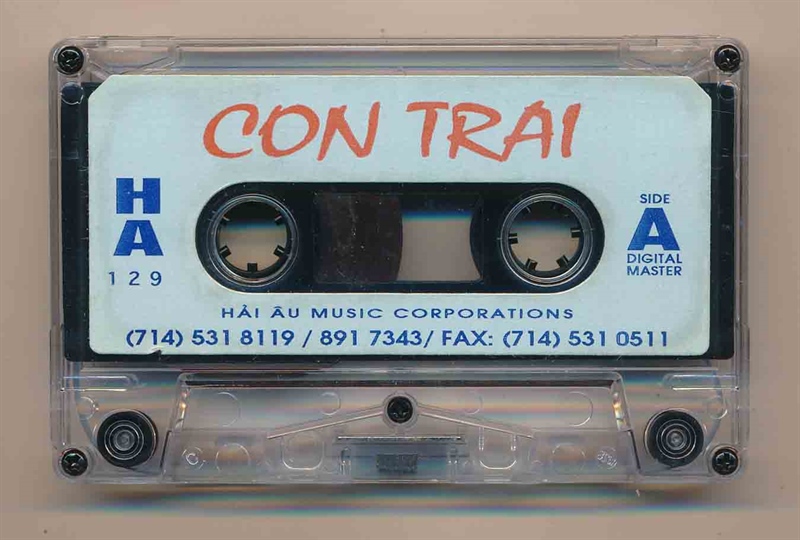 CON TRAI
HA
129
SIDE
A
DIGITAL
MASTER
HẢI ÂU MUSIC CORPORATIONS
(714) 531 8119 / 891 7343/ FAX: (714) 531 0511